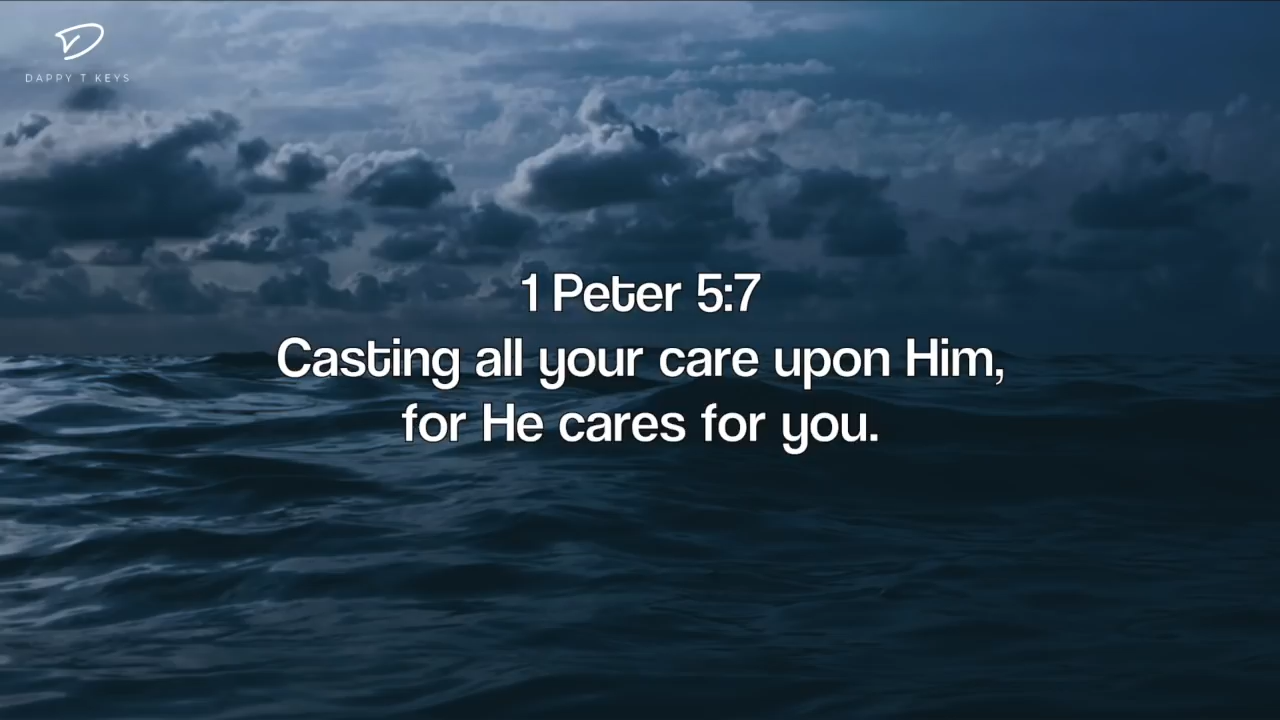 DAPPY T KEYS
1 Peter 5:7
Casting all your care upon Him,
for He cares for you.